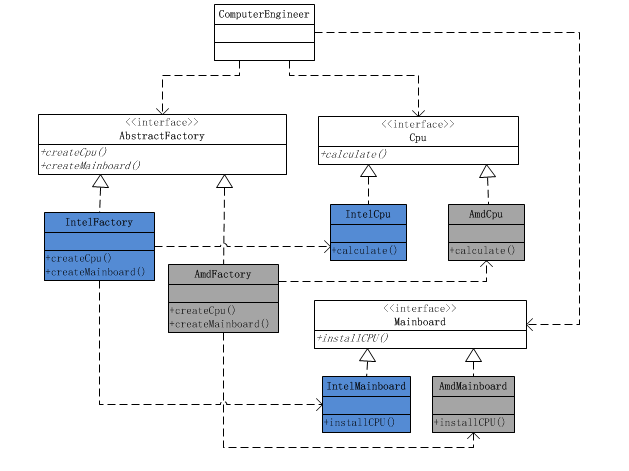 ComputerEngineer
<<interface>>
AbstractFactory
+createCpu()
+createMainboard()
<<interface>>
Cpu
+calculate()
IntelFactory
+createCpu()
+createMainboard()
IntelCpu
+calculate()
AmdCpu
+calculate()
AmdFactory
+createCpu()
+createMainboard()
<<interface>>
Mainboard
+installCPU()
IntelMainboard
+installCPU()
AmdMainboard
+installCPU()